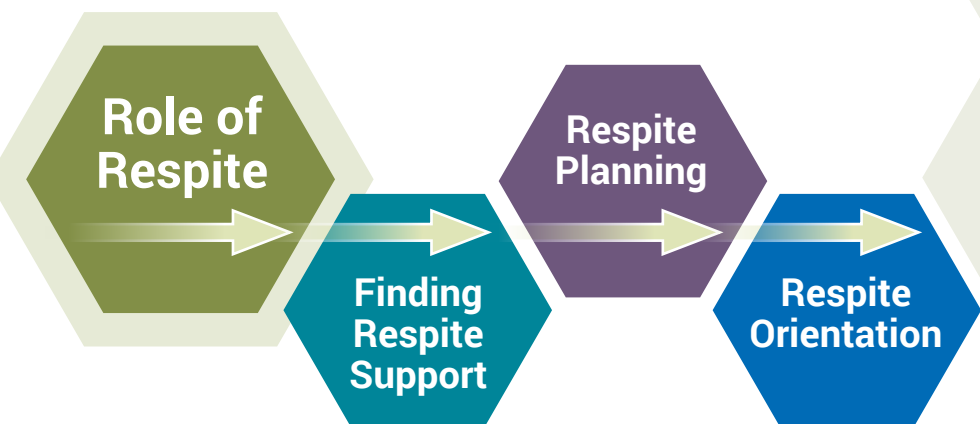 Role of
Respite
Finding
Respite
Support
Respite
Planning
Respite
Orientation